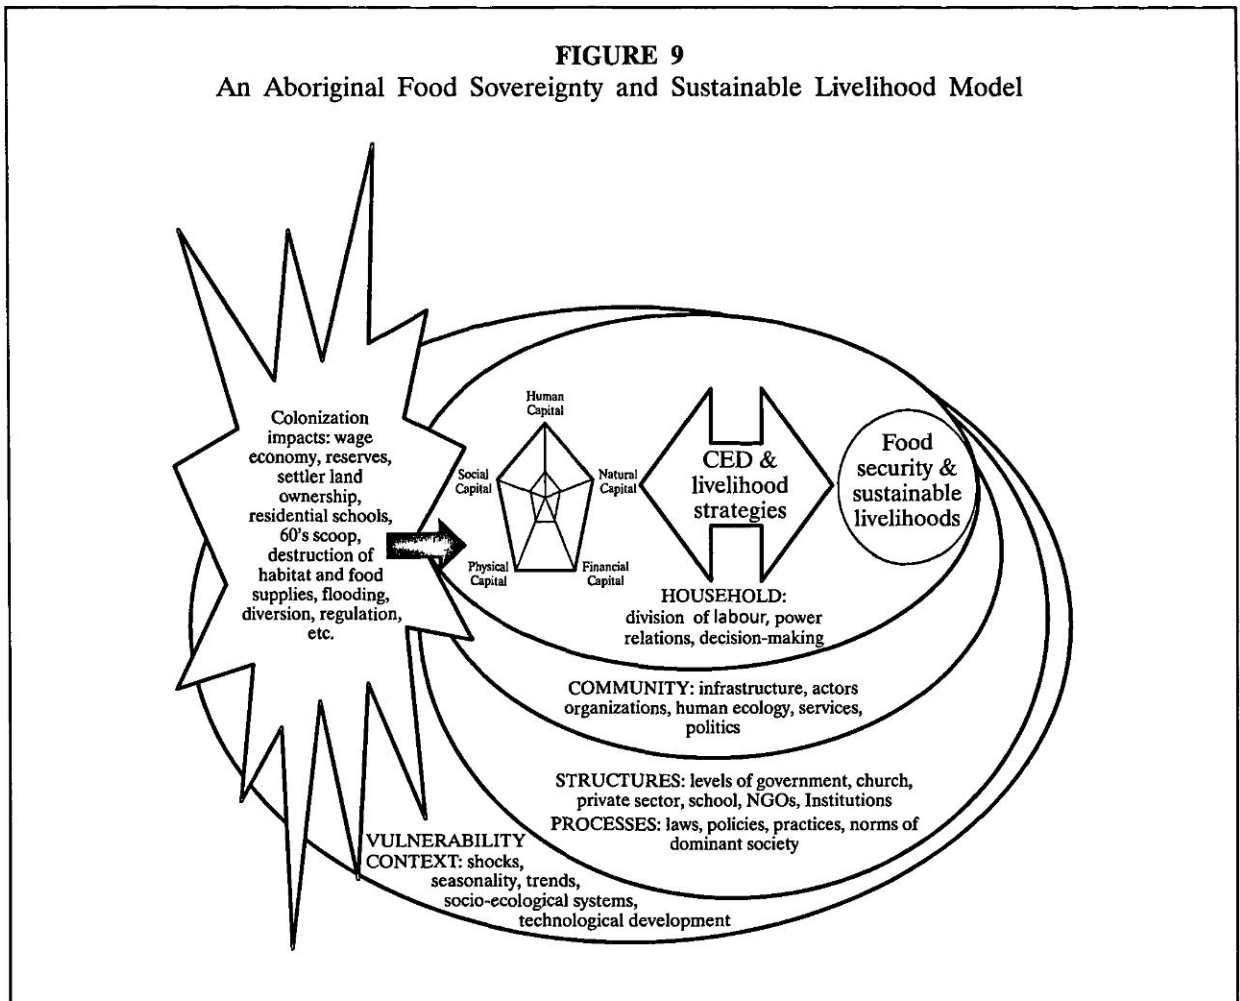 FIGURE 9
An Aboriginal Food Sovereignty and Sustainable Livelihood Model
Colonization
impacts: wage
economy, reserves,
settler land
ownership,
residential schools,
60's scoop,
destruction of
habitat and food
supplies, flooding,
diversion, regulation,
etc.
Human
Capital
Social
Capital
Natural
Capital
Physical
Capital
Financial
Capital
CED &
livelihood
strategies
Food
security &
sustainable
livelihoods
HOUSEHOLD:
division of labour, power
relations, decision-making
COMMUNITY: infrastructure, actors
organizations, human ecology, services,
politics
STRUCTURES: levels of government, church,
private sector, school, NGOs, Institutions
PROCESSES: laws, policies, practices, norms of
dominant society
VULNERABILITY
CONTEXT: shocks,
seasonality, trends,
socio-ecological systems,
technological development